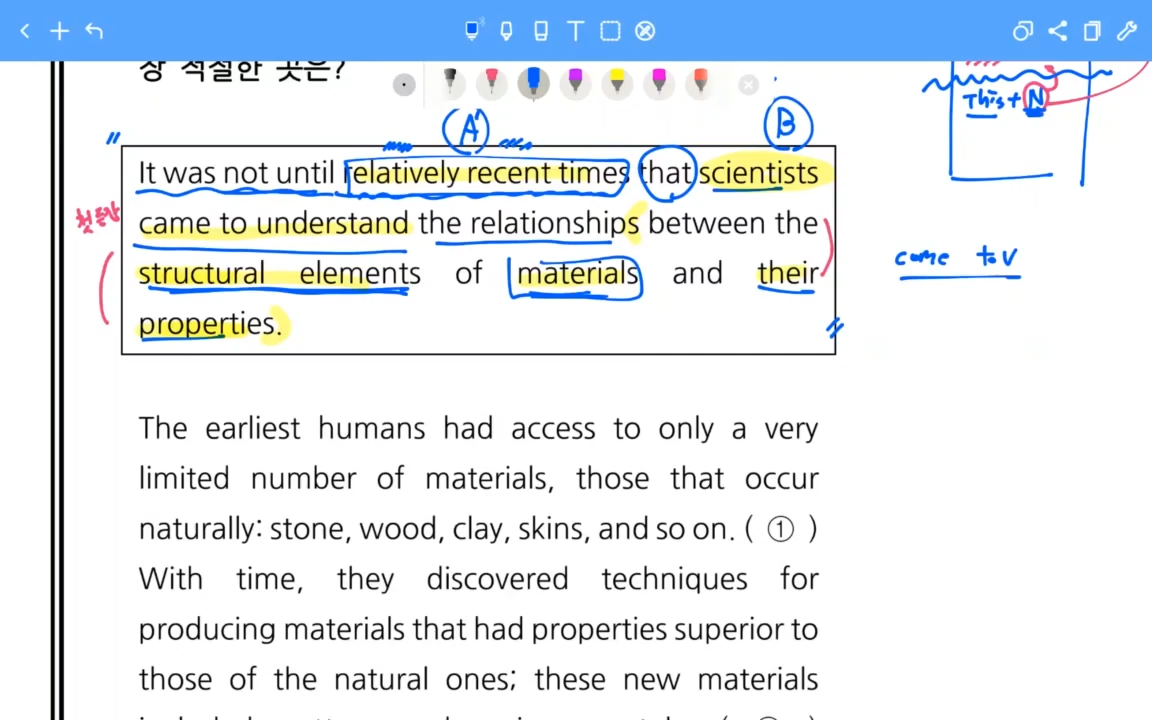 장 적절한 곳은?
This + N
(A)
B
"
It was not until relatively recent times that scientists
came to understand the relationships between the
structural elements of materials and their
properties.
"
come to V
The earliest humans had access to only a very
limited number of materials, those that occur
naturally: stone, wood, clay, skins, and so on. ( ① )
With time, they discovered techniques for
producing materials that had properties superior to
those of the natural ones; these new materials